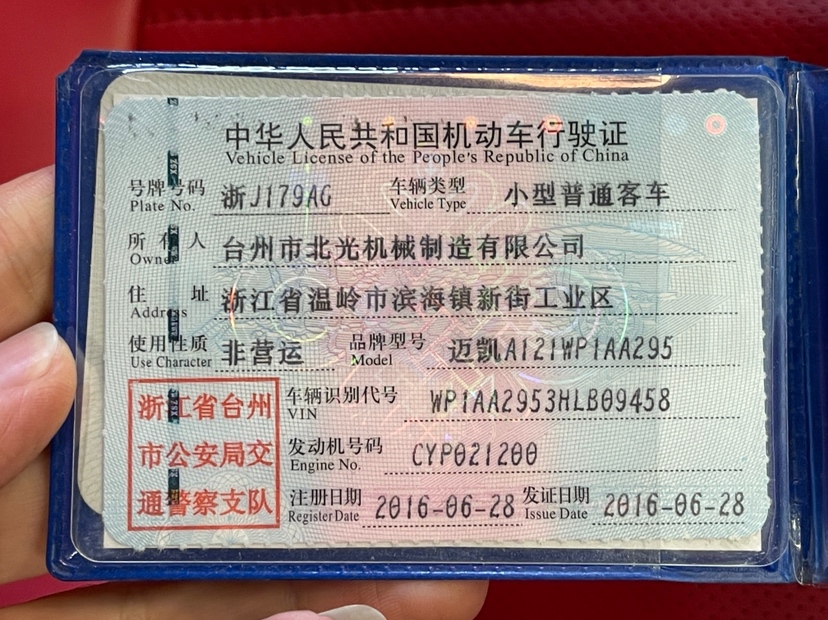 中华人民共和国机动车行驶证
Vehicle License of the People's Republic of China
号牌号码 浙J179AG 车辆类型 小型普通客车
Plate No. Vehicle Type
所有人 台州市北光机械制造有限公司
Owner
住址 浙江省温岭市滨海镇新街工业区
Address
使用性质 非营运 品牌型号 迈凯A121WP1AA295
Use Character Model
浙江省台州
市公安局交
通警察支队
车辆识别代号 WP1AA2953HLB09458
VIN
发动机号码 CYP021200
Engine No.
注册日期 2016-06-28 发证日期 2016-06-28
Register Date Issue Date